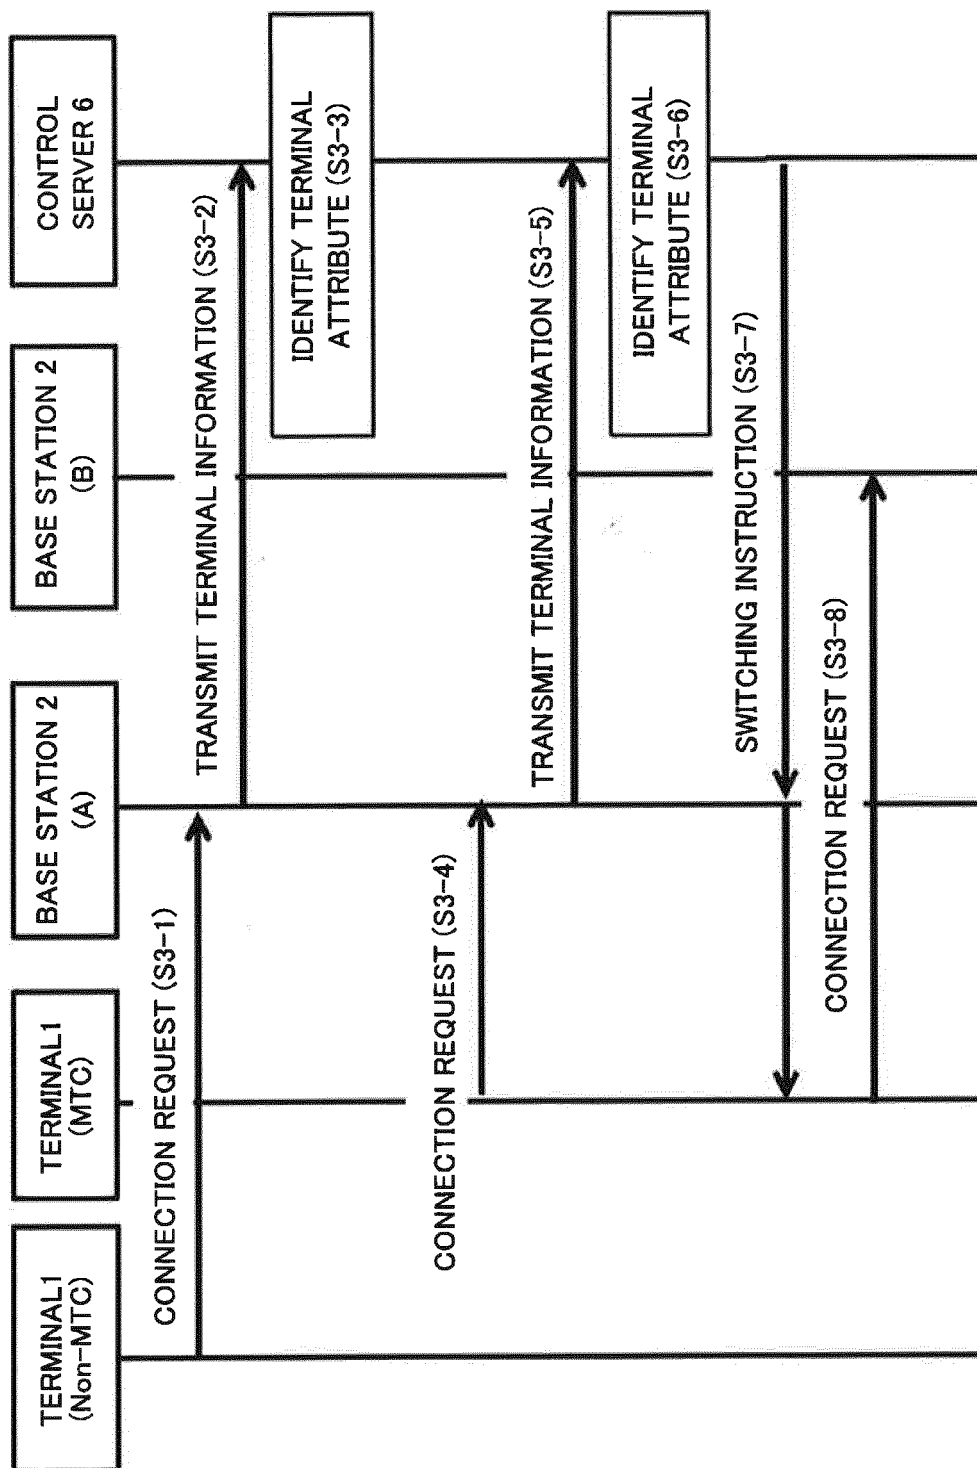 TERMINAL1
(Non-MTC)
TERMINAL1
(MTC)
BASE STATION 2
(A)
BASE STATION 2
(B)
CONTROL
SERVER 6
CONNECTION REQUEST (S3-1)
TRANSMIT TERMINAL INFORMATION (S3-2)
IDENTIFY TERMINAL
ATTRIBUTE (S3-3)
CONNECTION REQUEST (S3-4)
TRANSMIT TERMINAL INFORMATION (S3-5)
IDENTIFY TERMINAL
ATTRIBUTE (S3-6)
SWITCHING INSTRUCTION (S3-7)
CONNECTION REQUEST (S3-8)